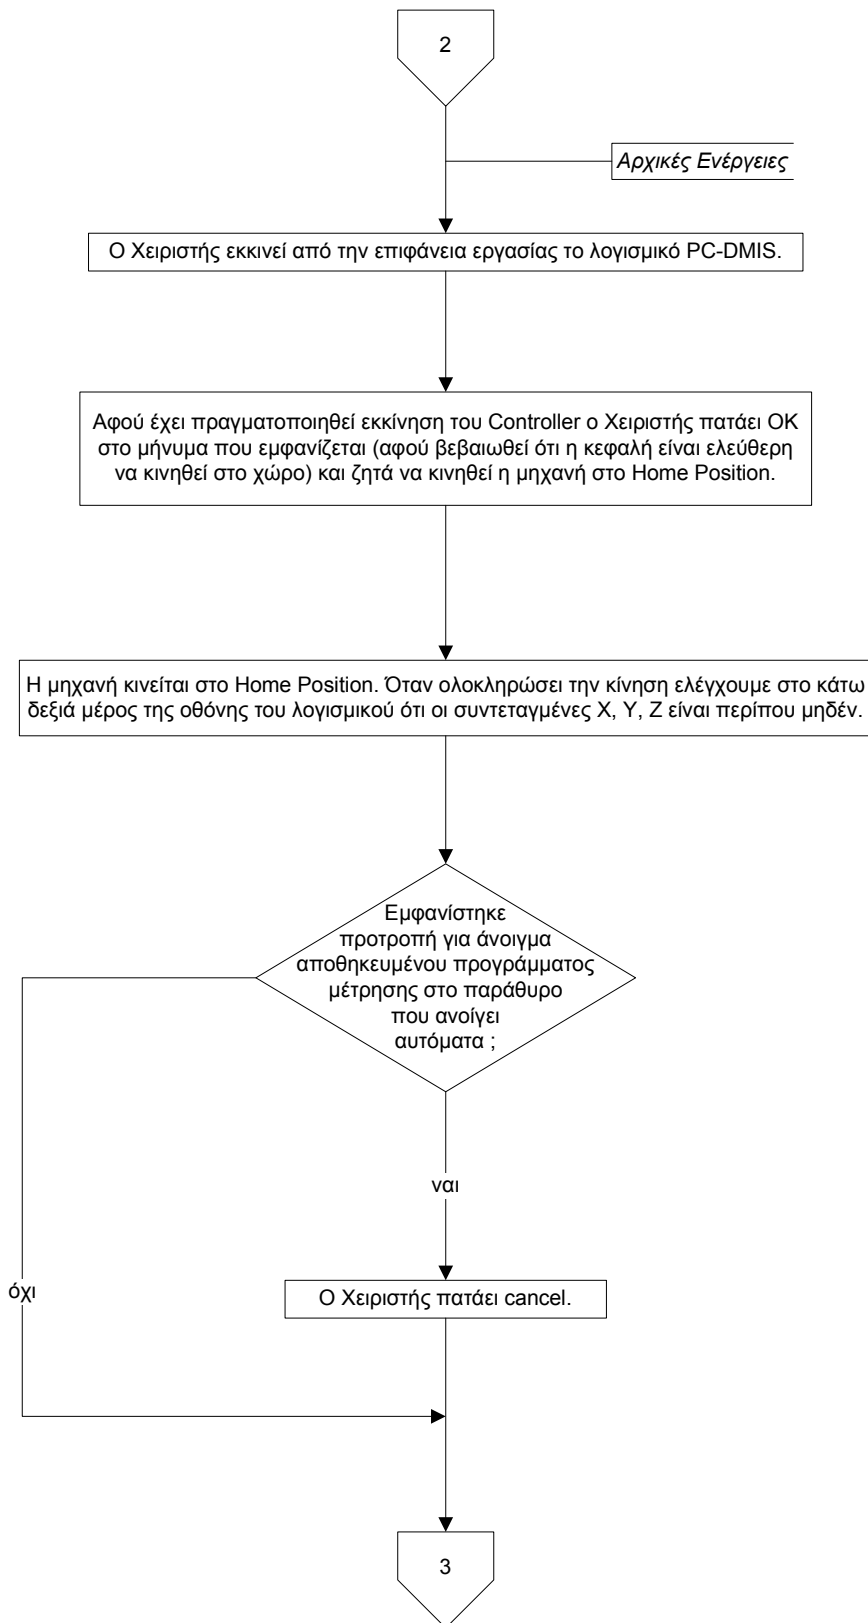 2
Αρχικές Ενέργειες
Ο Χειριστής εκκινεί από την επιφάνεια εργασίας το λογισμικό PC-DMIS.
Αφού έχει πραγματοποιηθεί εκκίνηση του Controller ο Χειριστής πατάει OK
στο μήνυμα που εμφανίζεται (αφού βεβαιωθεί ότι η κεφαλή είναι ελεύθερη
να κινηθεί στο χώρο) και ζητά να κινηθεί η μηχανή στο Home Position.
Η μηχανή κινείται στο Home Position. Όταν ολοκληρώσει την κίνηση ελέγχουμε στο κάτω
δεξιά μέρος της οθόνης του λογισμικού ότι οι συντεταγμένες X, Y, Z είναι περίπου μηδέν.
Εμφανίστηκε
προτροπή για άνοιγμα
αποθηκευμένου προγράμματος
μέτρησης στο παράθυρο
που ανοίγει
αυτόματα ;
ναι
όχι
Ο Χειριστής πατάει cancel.
3